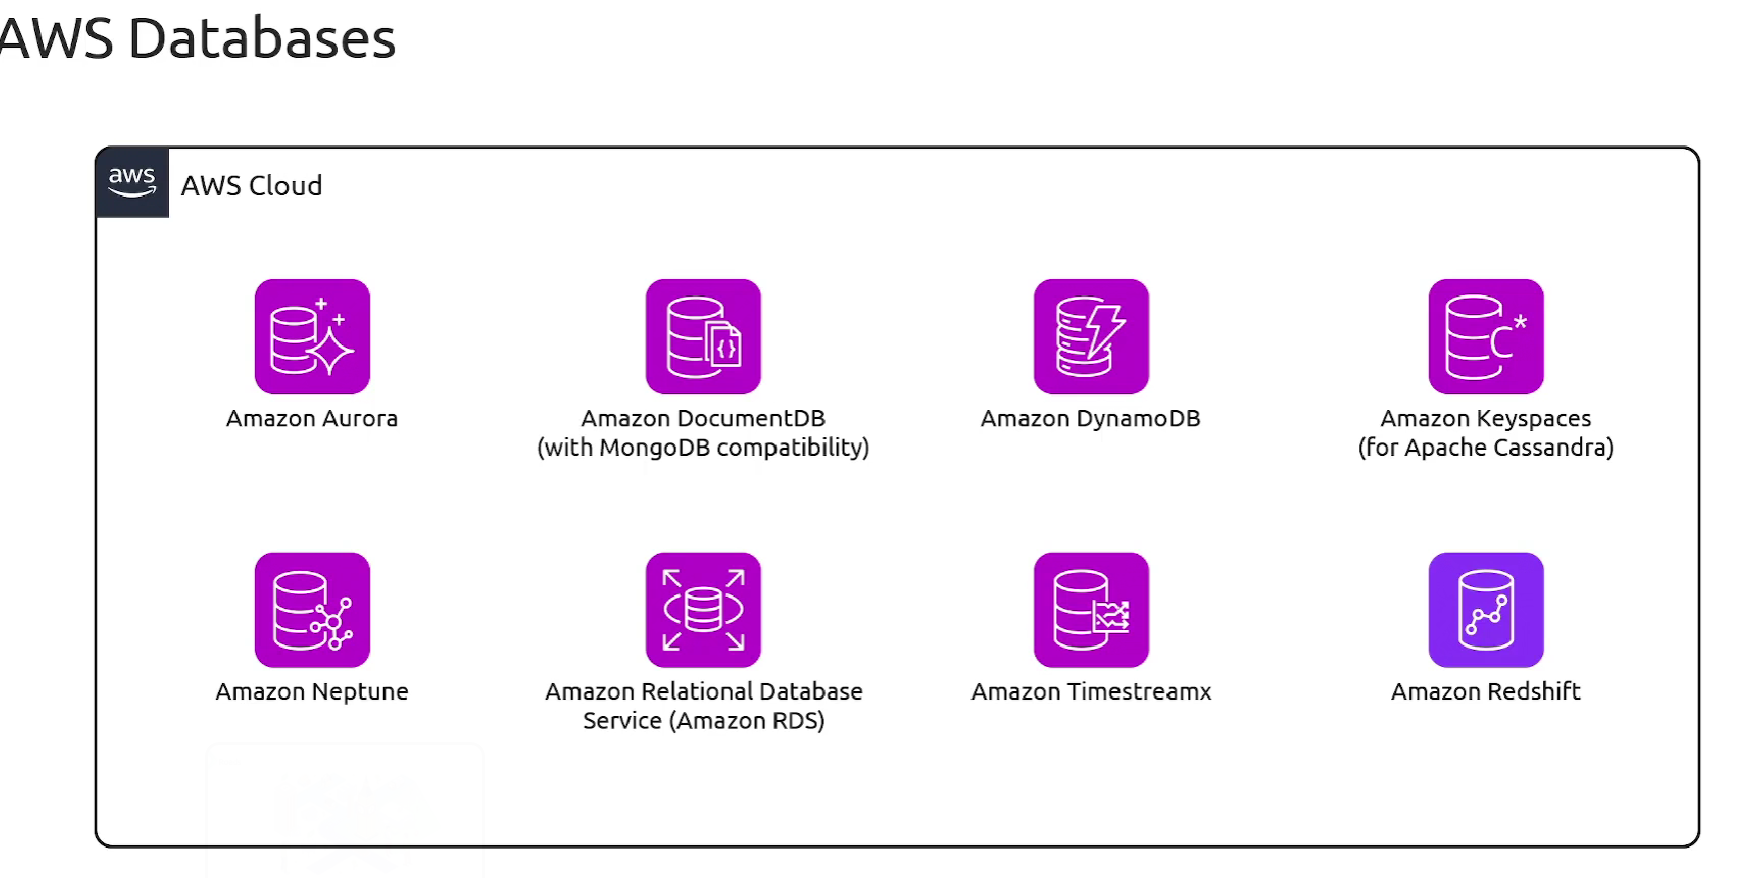 AWS Databases
aws
AWS Cloud
Amazon Aurora
Amazon DocumentDB
(with MongoDB compatibility)
Amazon DynamoDB
C*
Amazon Keyspaces
(for Apache Cassandra)
Amazon Neptune
Amazon Relational Database
Service (Amazon RDS)
Amazon Timestreamx
Amazon Redshift